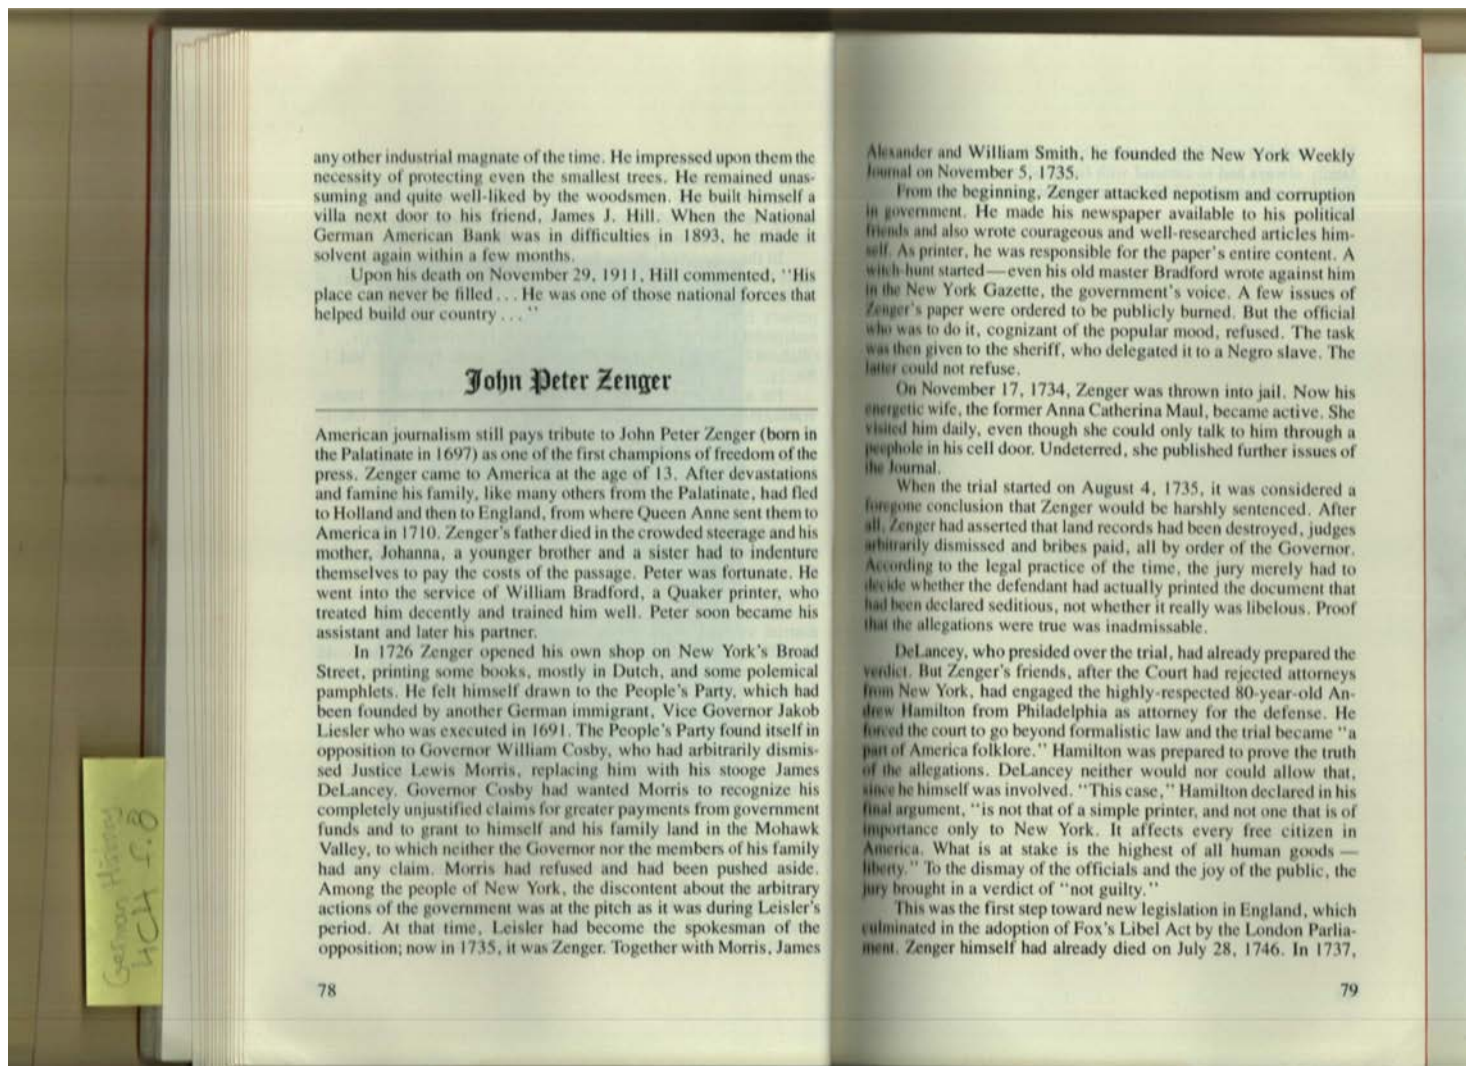 any other industrial magnate of the time. He impressed upon them the
necessity of protecting even the smallest trees. He remained unas-
suming and quite well-liked by the woodsmen. He built himself a
villa next door to his friend, James J. Hill. When the National
German American Bank was in difficulties in 1893, he made it
solvent again within a few months.
Upon his death on November 29, 1911, Hill commented, "His
place can never be filled . . . He was one of those national forces that
helped build our country . . . "
John Peter Zenger
American journalism still pays tribute to John Peter Zenger (born in
the Palatinate in 1697) as one of the first champions of freedom of the
press. Zenger came to America at the age of 13. After devastations
and famine his family, like many others from the Palatinate, had fled
to Holland and then to England, from where Queen Anne sent them to
America in 1710. Zenger's father died in the crowded steerage and his
mother, Johanna, a younger brother and a sister had to indenture
themselves to pay the costs of the passage. Peter was fortunate. He
went into the service of William Bradford, a Quaker printer, who
treated him decently and trained him well. Peter soon became his
assistant and later his partner.
In 1726 Zenger opened his own shop on New York's Broad
Street, printing some books, mostly in Dutch, and some polemical
pamphlets. He felt himself drawn to the People's Party, which had
been founded by another German immigrant, Vice Governor Jakob
Liesler who was executed in 1691. The People's Party found itself in
opposition to Governor William Cosby, who had arbitrarily dismis-
sed Justice Lewis Morris, replacing him with his stooge James
DeLancey. Governor Cosby had wanted Morris to recognize his
completely unjustified claims for greater payments from government
funds and to grant to himself and his family land in the Mohawk
Valley, to which neither the Governor nor the members of his family
had any claim. Morris had refused and had been pushed aside.
Among the people of New York, the discontent about the arbitrary
actions of the government was at the pitch as it was during Leisler's
period. At that time, Leisler had become the spokesman of the
opposition; now in 1735, it was Zenger. Together with Morris, James
78
Alexander and William Smith, he founded the New York Weekly
Journal on November 5, 1735.
From the beginning, Zenger attacked nepotism and corruption
in government. He made his newspaper available to his political
friends and also wrote courageous and well-researched articles him-
self. As printer, he was responsible for the paper's entire content. A
witch-hunt started—even his old master Bradford wrote against him
in the New York Gazette, the government's voice. A few issues of
Zenger's paper were ordered to be publicly burned. But the official
who was to do it, cognizant of the popular mood, refused. The task
was then given to the sheriff, who delegated it to a Negro slave. The
latter could not refuse.
On November 17, 1734, Zenger was thrown into jail. Now his
energetic wife, the former Anna Catherina Maul, became active. She
visited him daily, even though she could only talk to him through a
peephole in his cell door. Undeterred, she published further issues of
the Journal.
When the trial started on August 4, 1735, it was considered a
foregone conclusion that Zenger would be harshly sentenced. After
all, Zenger had asserted that land records had been destroyed, judges
arbitrarily dismissed and bribes paid, all by order of the Governor.
According to the legal practice of the time, the jury merely had to
decide whether the defendant had actually printed the document that
had been declared seditious, not whether it really was libelous. Proof
that the allegations were true was inadmissable.
DeLancey, who presided over the trial, had already prepared the
verdict. But Zenger's friends, after the Court had rejected attorneys
from New York, had engaged the highly-respected 80-year-old An-
drew Hamilton from Philadelphia as attorney for the defense. He
forced the court to go beyond formalistic law and the trial became "a
part of America folklore." Hamilton was prepared to prove the truth
of the allegations. DeLancey neither would nor could allow that,
since he himself was involved. "This case," Hamilton declared in his
final argument, "is not that of a simple printer, and not one that is of
importance only to New York. It affects every free citizen in
America. What is at stake is the highest of all human goods —
liberty." To the dismay of the officials and the joy of the public, the
jury brought in a verdict of "not guilty."
This was the first step toward new legislation in England, which
culminated in the adoption of Fox's Libel Act by the London Parlia-
ment. Zenger himself had already died on July 28, 1746. In 1737,
79
German History
4C4 f.8